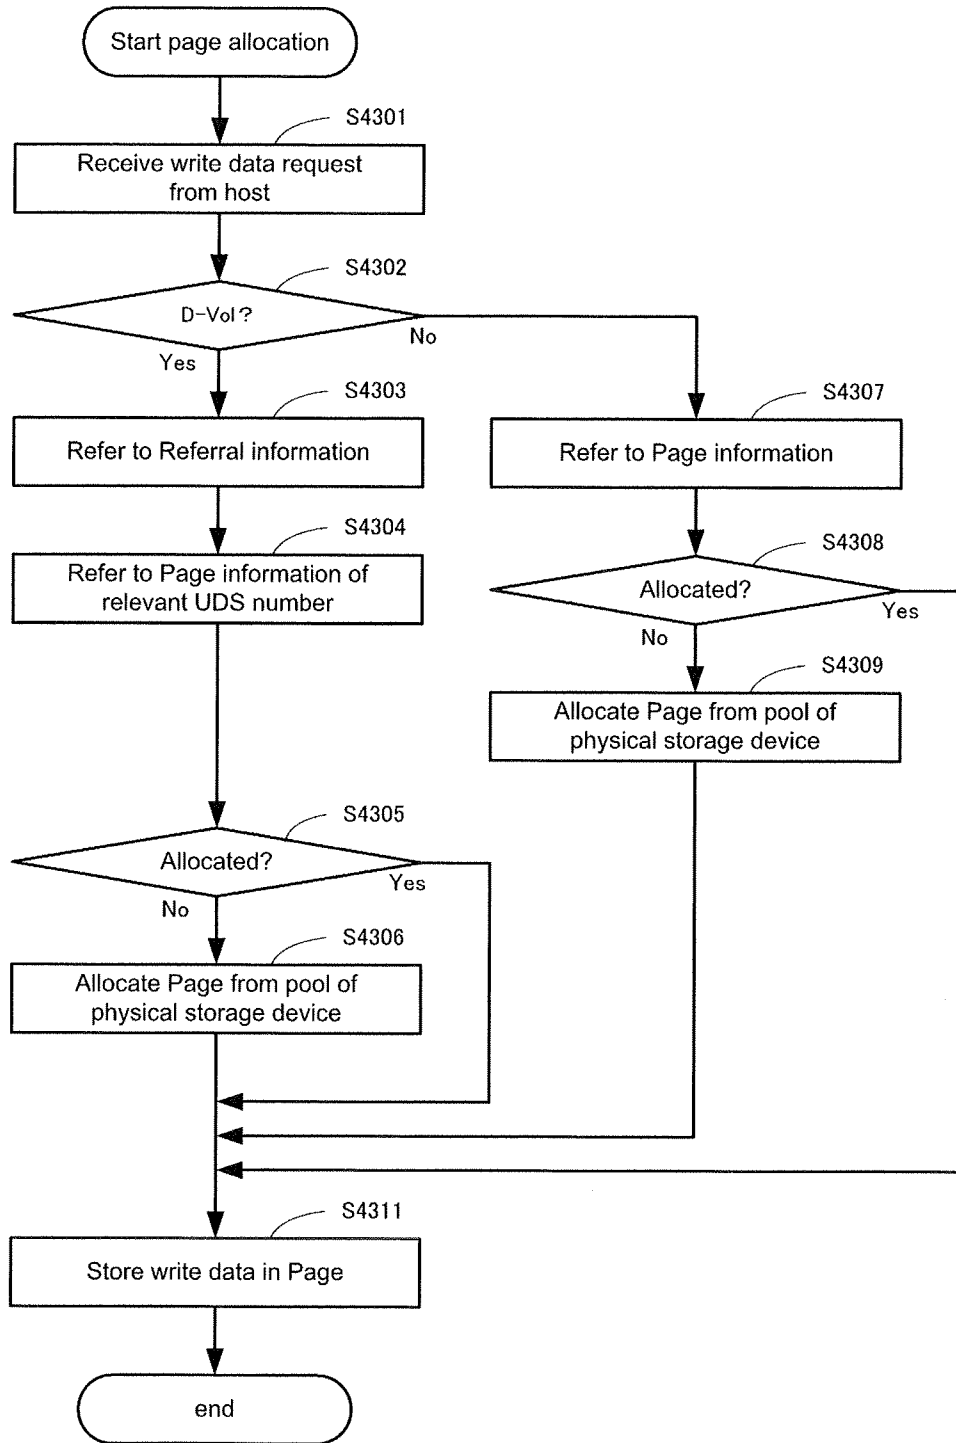 Start page allocation
S4301
Receive write data request
from host
S4302
D-Vol?
No
Yes
S4303
Refer to Referral information
S4307
Refer to Page information
S4304
Refer to Page information of
relevant UDS number
S4308
Allocated?
Yes
No
S4309
Allocate Page from pool of
physical storage device
S4305
Allocated?
Yes
No
S4306
Allocate Page from pool of
physical storage device
S4311
Store write data in Page
end